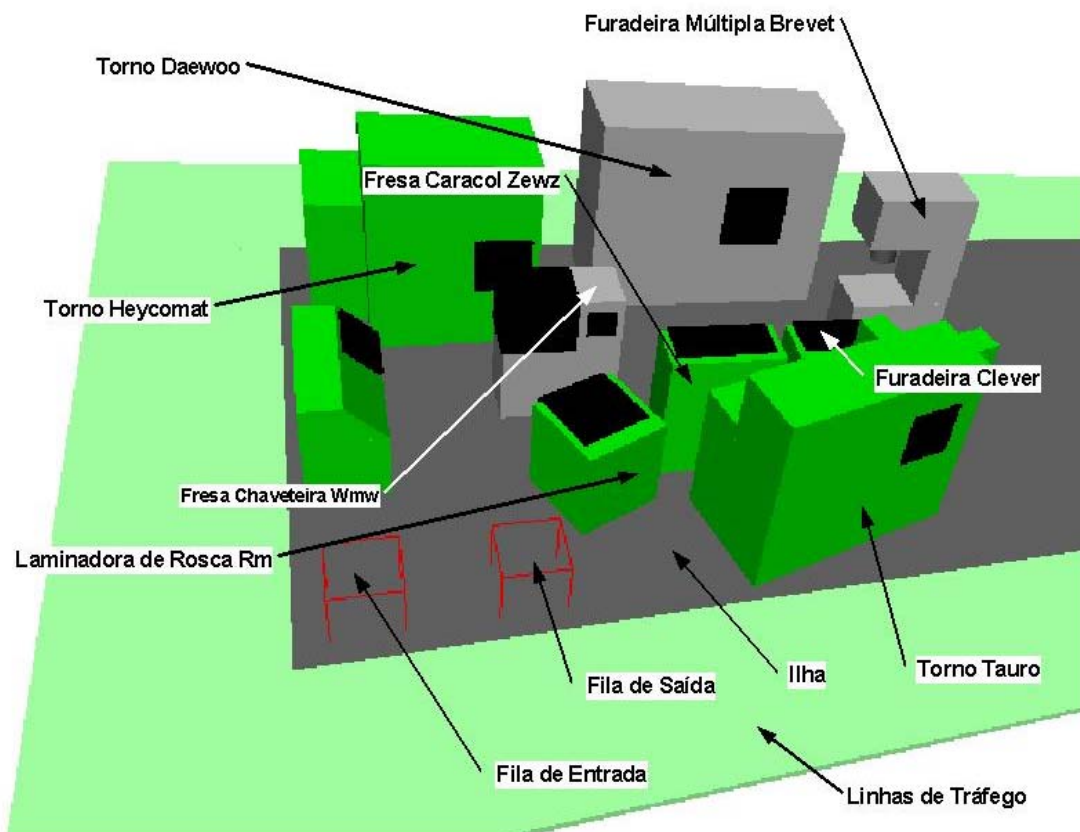 Furadeira Múltipla Brevet
Torno Daewoo
Fresa Caracol Zewz
Torno Heycomat
Furadeira Clever
Fresa Chaveteira Wmw
Laminadora de Rosca Rm
Ilha
Torno Tauro
Fila de Saída
Fila de Entrada
Linhas de Tráfego